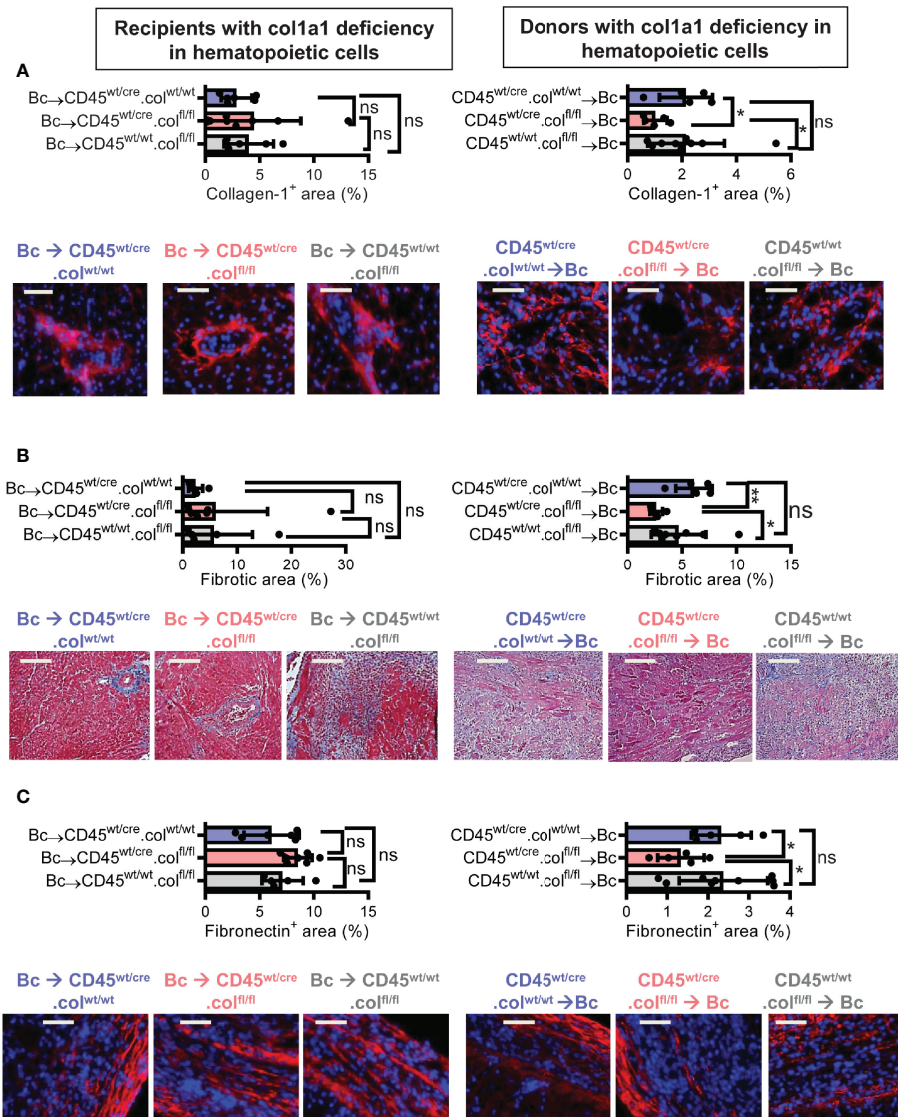 Recipients with col1a1 deficiency
in hematopoietic cells
Donors with col1a1 deficiency in
hematopoietic cells
A
Bc→CD45wt/cre.colwt/wt
Bc→CD45wt/cre.colfl/fl
Bc→CD45wt/wt.colfl/fl
ns
ns
ns
0 5 10 15
Collagen-1+ area (%)
CD45wt/cre.colwt/wt→Bc
CD45wt/cre.colfl/fl→Bc
CD45wt/wt.colfl/fl→Bc
*
*
ns
0 2 4 6
Collagen-1+ area (%)
Bc → CD45wt/cre
.colwt/wt
Bc → CD45wt/cre
.colfl/fl
Bc → CD45wt/wt
.colfl/fl
CD45wt/cre
.colwt/wt → Bc
CD45wt/cre
.colfl/fl → Bc
CD45wt/wt
.colfl/fl → Bc
B
Bc→CD45wt/cre.colwt/wt
Bc→CD45wt/cre.colfl/fl
Bc→CD45wt/wt.colfl/fl
ns
ns
ns
0 10 20 30
Fibrotic area (%)
CD45wt/cre.colwt/wt→Bc
CD45wt/cre.colfl/fl→Bc
CD45wt/wt.colfl/fl→Bc
**
*
ns
0 5 10 15
Fibrotic area (%)
Bc → CD45wt/cre
.colwt/wt
Bc → CD45wt/cre
.colfl/fl
Bc → CD45wt/wt
.colfl/fl
CD45wt/cre
.colwt/wt → Bc
CD45wt/cre
.colfl/fl → Bc
CD45wt/wt
.colfl/fl → Bc
C
Bc→CD45wt/cre.colwt/wt
Bc→CD45wt/cre.colfl/fl
Bc→CD45wt/wt.colfl/fl
ns
ns
ns
0 5 10 15
Fibronectin+ area (%)
CD45wt/cre.colwt/wt→Bc
CD45wt/cre.colfl/fl→Bc
CD45wt/wt.colfl/fl→Bc
*
*
ns
0 1 2 3 4
Fibronectin+ area (%)
Bc → CD45wt/cre
.colwt/wt
Bc → CD45wt/cre
.colfl/fl
Bc → CD45wt/wt
.colfl/fl
CD45wt/cre
.colwt/wt → Bc
CD45wt/cre
.colfl/fl → Bc
CD45wt/wt
.colfl/fl → Bc